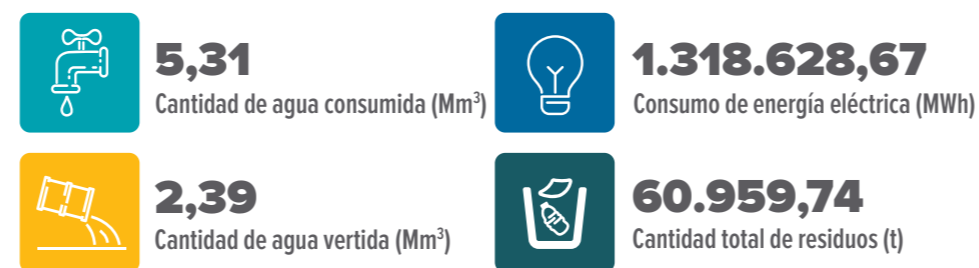 5,31
Cantidad de agua consumida (Mm³)
1.318.628,67
Consumo de energía eléctrica (MWh)
2,39
Cantidad de agua vertida (Mm³)
60.959,74
Cantidad total de residuos (t)